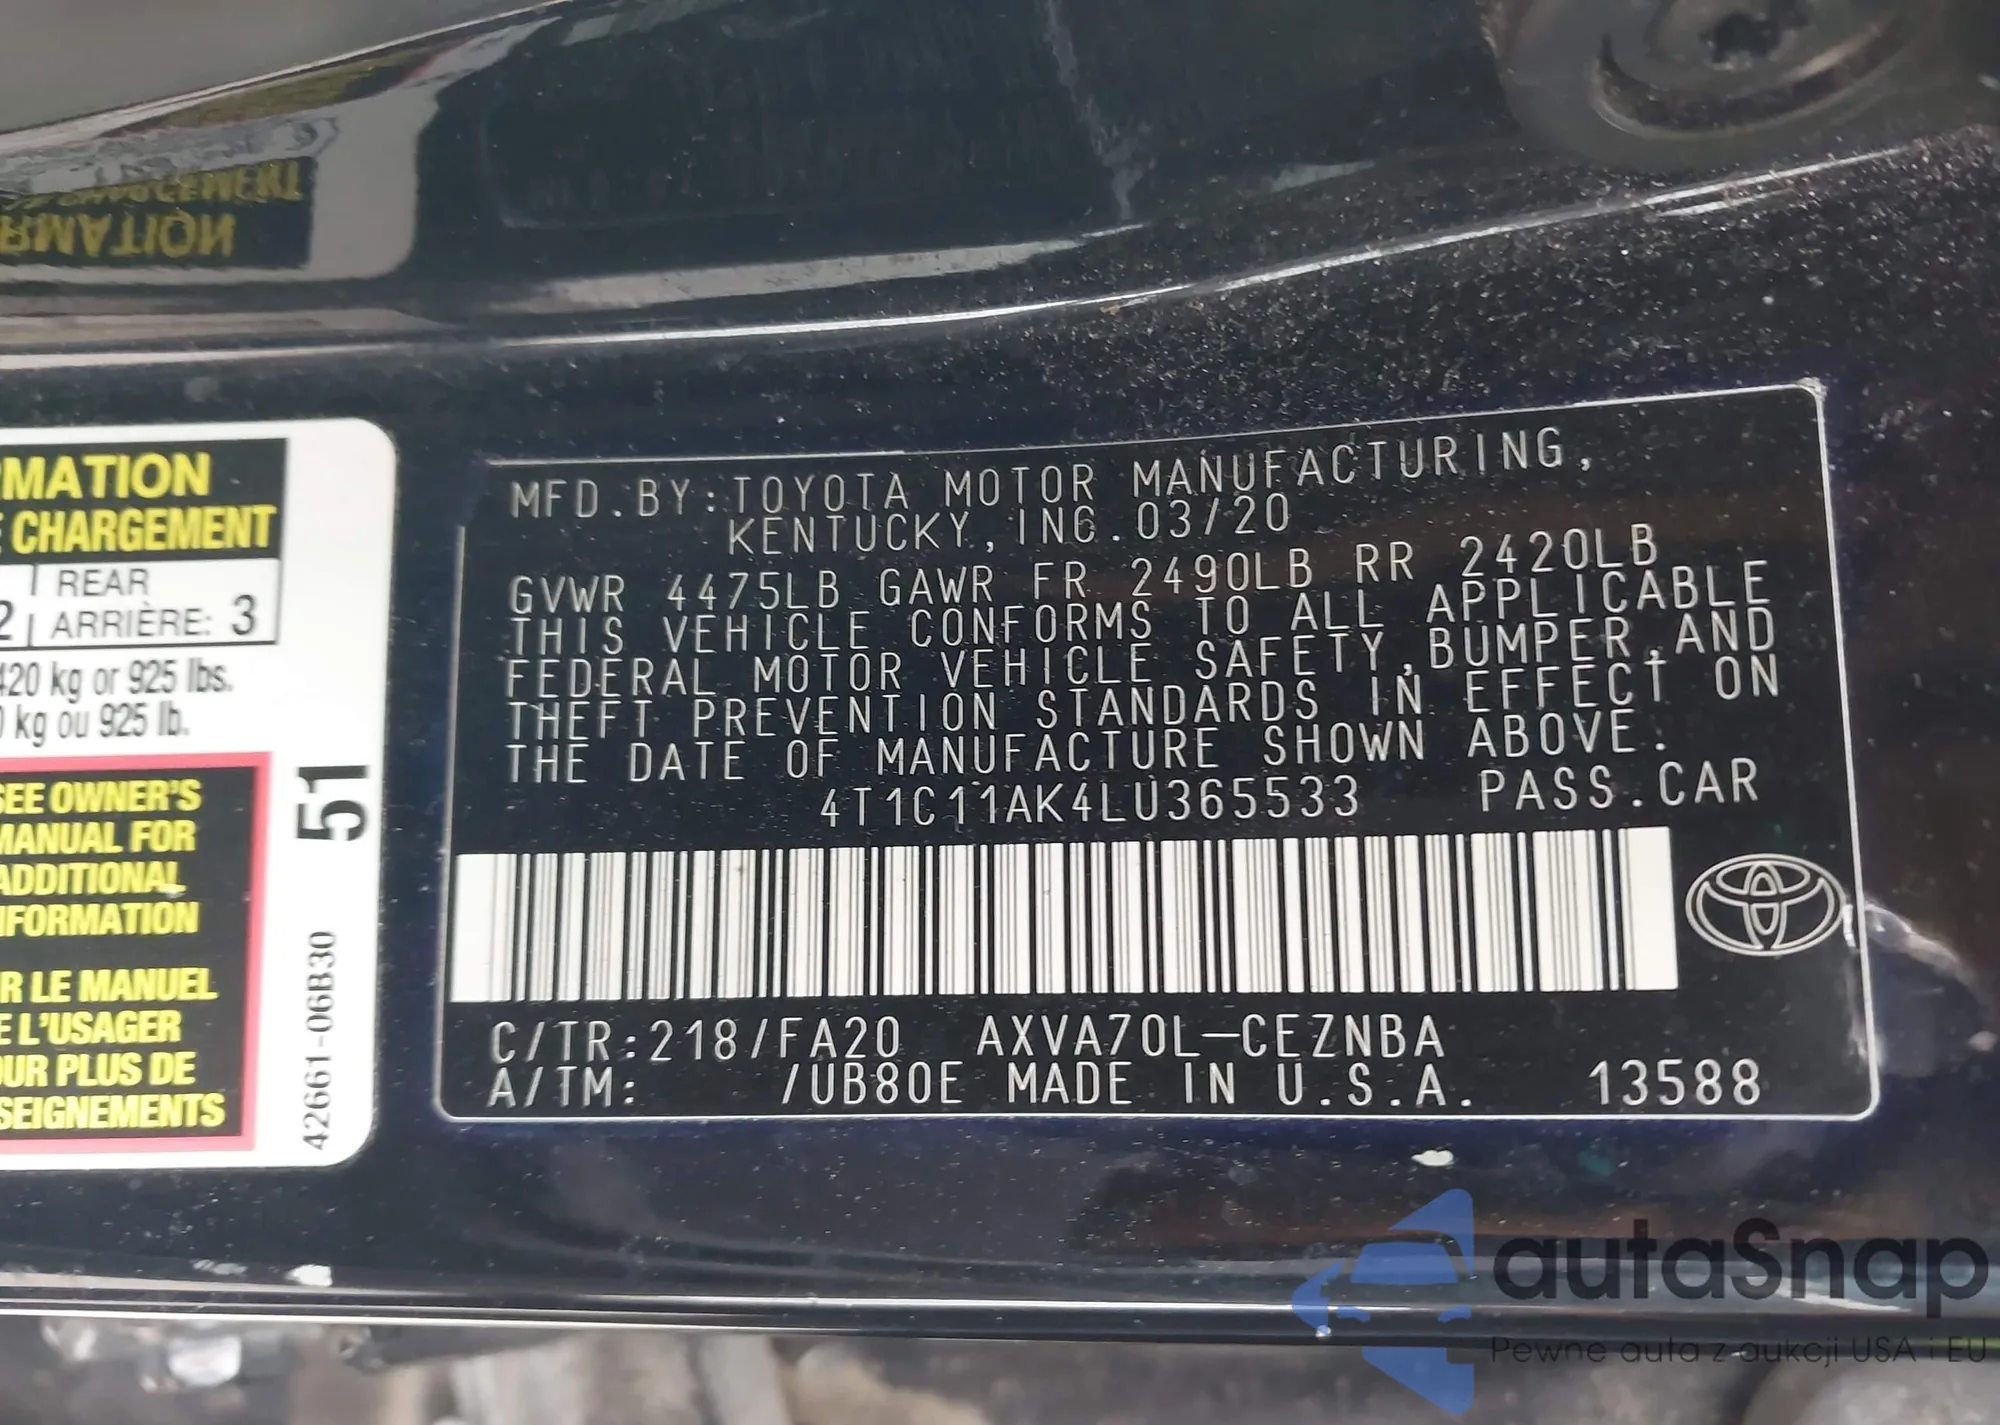 RMATION
CHARGEMENT
REAR
2 | ARRIÈRE: 3
420 kg or 925 lbs.
0 kg ou 925 lb.
SEE OWNER'S
MANUAL FOR
ADDITIONAL
INFORMATION
R LE MANUEL
E L'USAGER
OUR PLUS DE
SEIGNEMENTS
51
42661-06B30
MFD.BY:TOYOTA MOTOR MANUFACTURING,
KENTUCKY, INC.03/20
GVWR 4475LB GAWR FR 2490LB RR 2420LB
THIS VEHICLE CONFORMS TO ALL APPLICABLE
FEDERAL MOTOR VEHICLE SAFETY,BUMPER,AND
THEFT PREVENTION STANDARDS IN EFFECT ON
THE DATE OF MANUFACTURE SHOWN ABOVE.
4T1C11AK4LU365533 PASS.CAR
C/TR:218/FA20 AXVA70L-CEZNBA
A/TM: /UB80E MADE IN U.S.A. 13588
autaSnap
Pewne auta z aukcji USA i EU